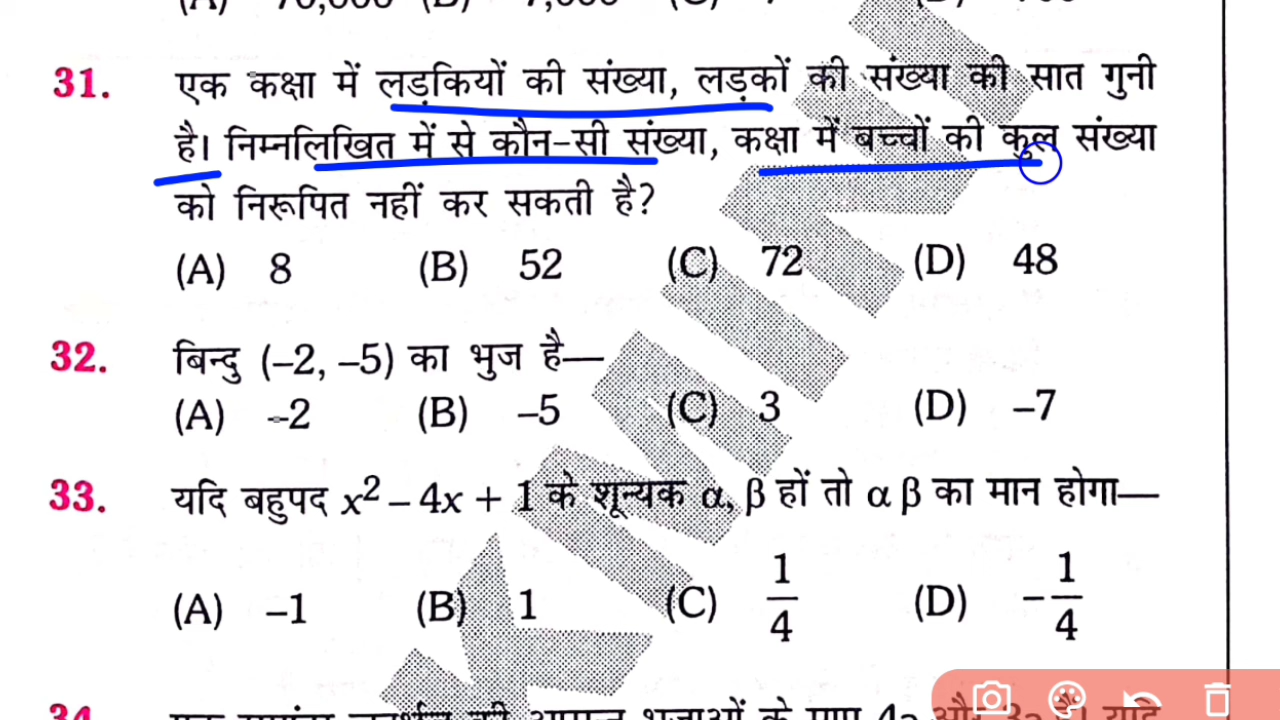 31. एक कक्षा में लड़कियों की संख्या, लड़कों की संख्या की सात गुनी
है। निम्नलिखित में से कौन-सी संख्या, कक्षा में बच्चों की कुल संख्या
को निरूपित नहीं कर सकती है?
(A) 8 (B) 52 (C) 72 (D) 48
32. बिन्दु (–2, –5) का भुज है—
(A) –2 (B) –5 (C) 3 (D) –7
33. यदि बहुपद x² – 4x + 1 के शून्यक α, β हों तो α β का मान होगा—
(A) –1 (B) 1 (C) 1/4 (D) –1/4